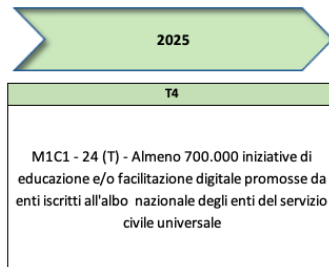 2025
T4
M1C1 - 24 (T) - Almeno 700.000 iniziative di
educazione e/o facilitazione digitale promosse da
enti iscritti all'albo nazionale degli enti del servizio
civile universale